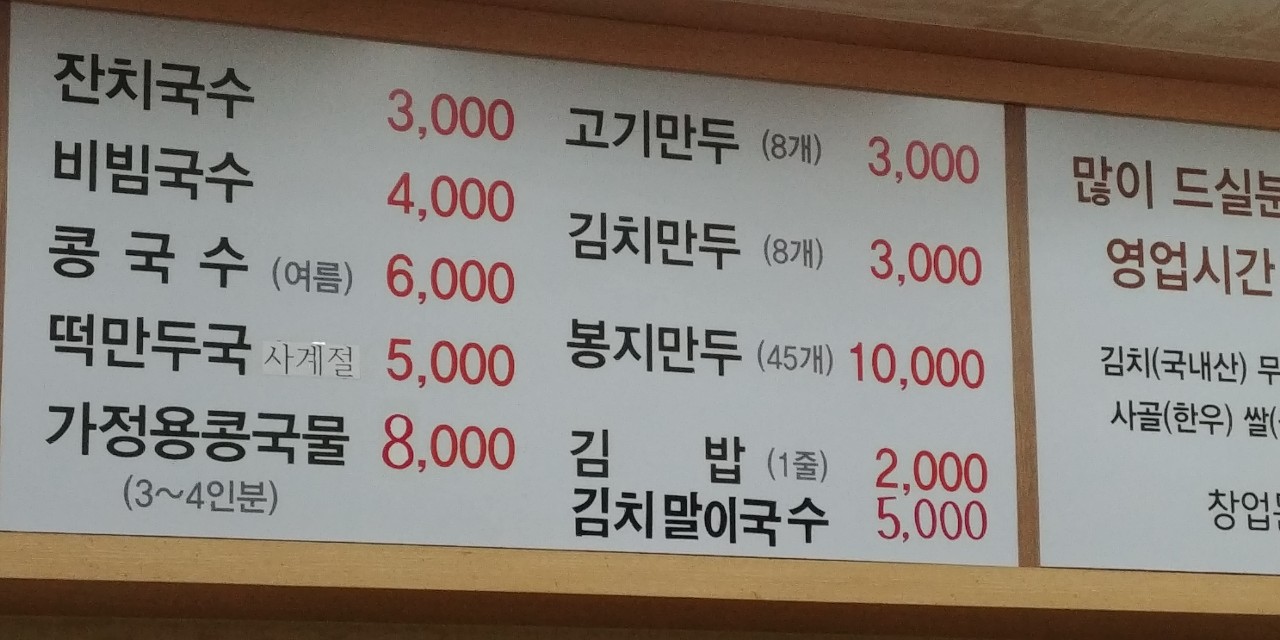 잔치국수 3,000
비빔국수 4,000
콩 국 수 (여름) 6,000
떡만두국 사계절 5,000
가정용콩국물 8,000
(3~4인분)
고기만두 (8개) 3,000
김치만두 (8개) 3,000
봉지만두 (45개) 10,000
김 밥 (1줄) 2,000
김치말이국수 5,000
많이 드실분
영업시간
김치(국내산) 무
사골(한우) 쌀(
창업